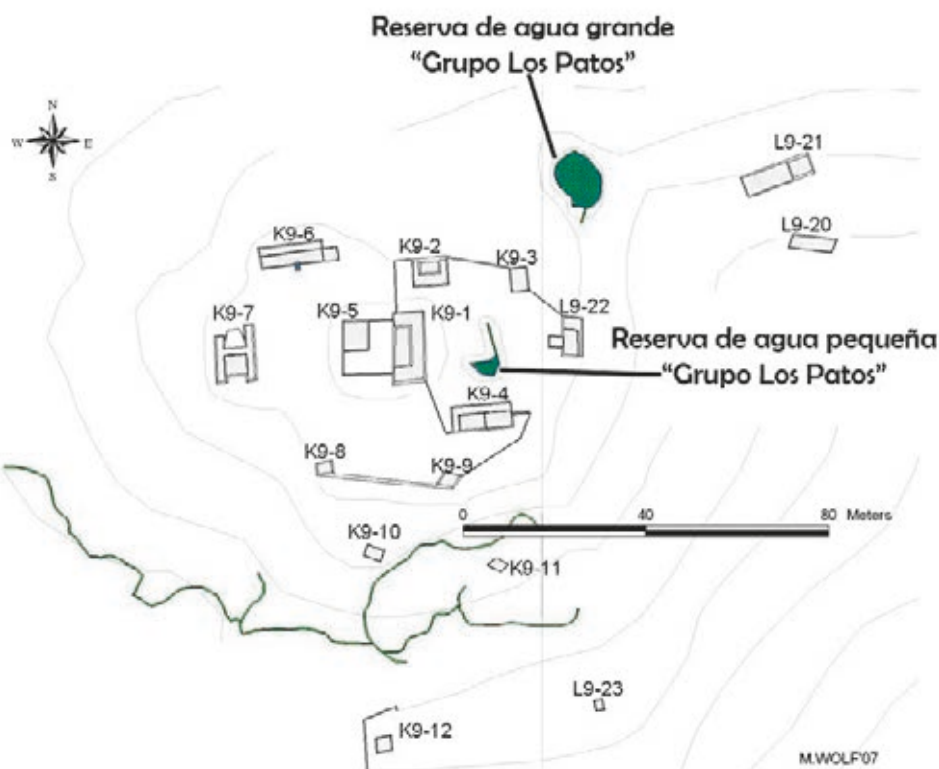 Reserva de agua grande
“Grupo Los Patos”
N
W E
S
L9-21
L9-20
K9-6
K9-2
K9-3
K9-7
K9-5
K9-1
L9-22
Reserva de agua pequeña
“Grupo Los Patos”
K9-4
K9-8
K9-9
0 40 80 Meters
K9-10
K9-11
L9-23
K9-12
M.WOLF'07